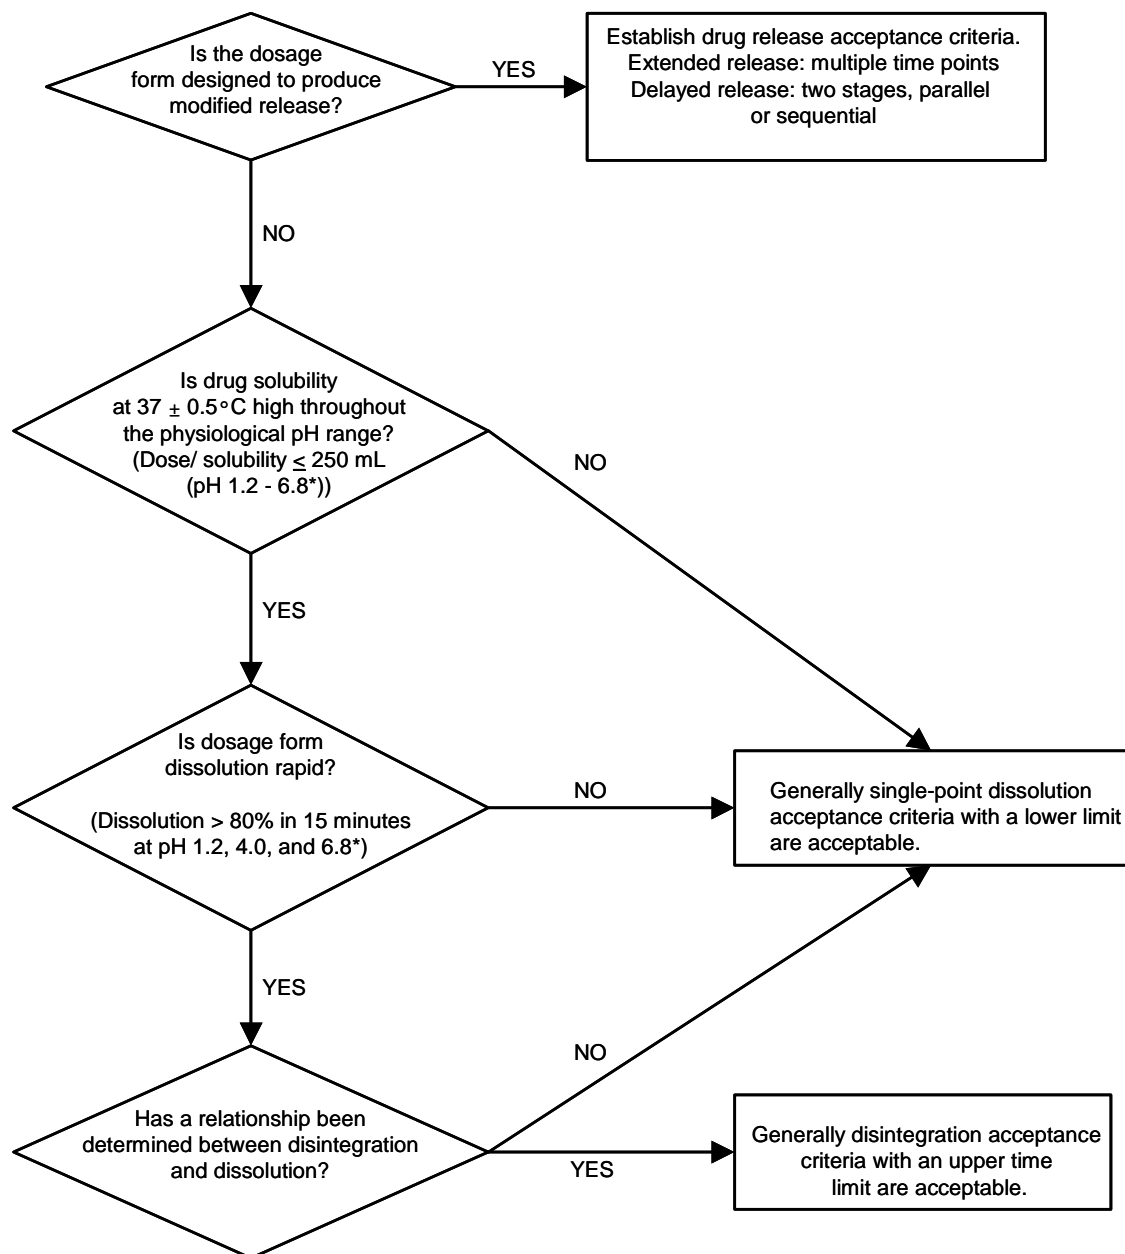 Is the dosage
form designed to produce
modified release?
YES
Establish drug release acceptance criteria.
Extended release: multiple time points
Delayed release: two stages, parallel
or sequential
NO
Is drug solubility
at 37 ± 0.5°C high throughout
the physiological pH range?
(Dose/ solubility ≤ 250 mL
(pH 1.2 - 6.8*))
NO
YES
Is dosage form
dissolution rapid?
(Dissolution > 80% in 15 minutes
at pH 1.2, 4.0, and 6.8*)
NO
Generally single-point dissolution
acceptance criteria with a lower limit
are acceptable.
YES
NO
Has a relationship been
determined between disintegration
and dissolution?
YES
Generally disintegration acceptance
criteria with an upper time
limit are acceptable.